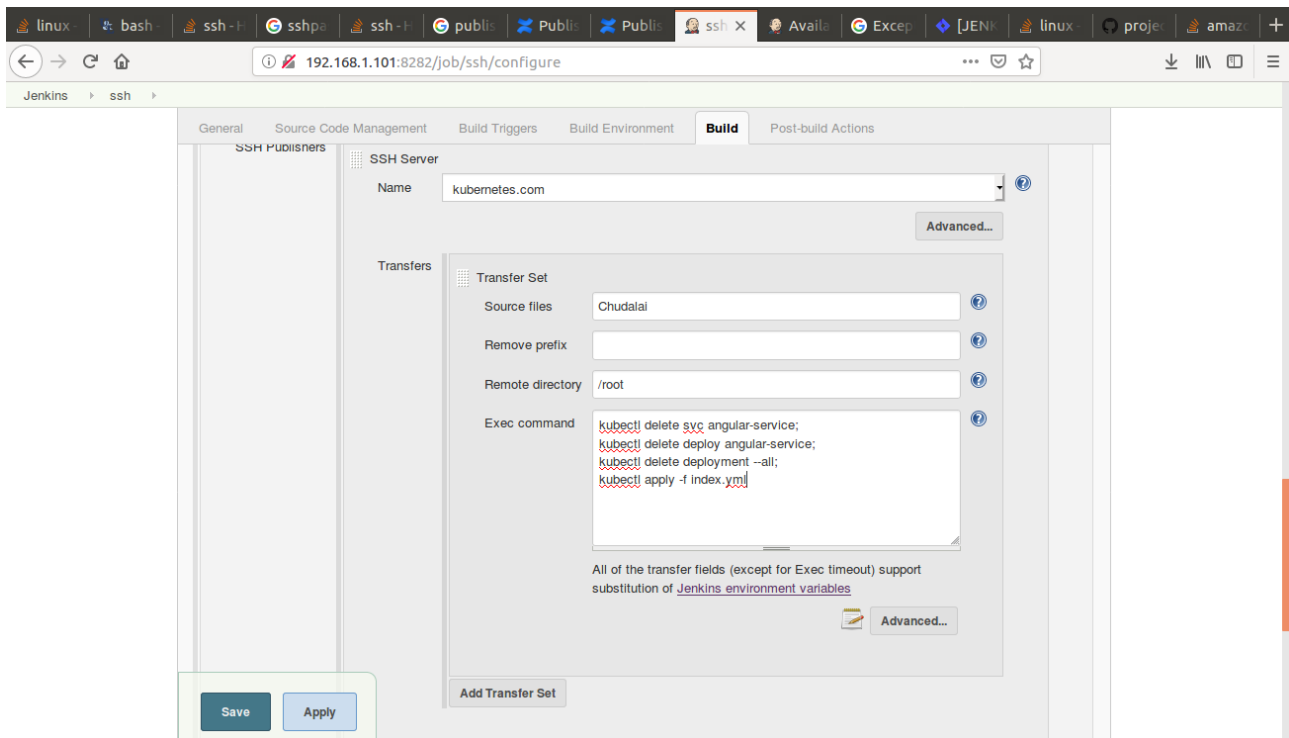 linux
bash
ssh - H
sshpa
ssh - H
publis
Publis
Publis
ssh
Availa
Excep
[JENK
linux-
projec
amazo
192.168.1.101:8282/job/ssh/configure
Jenkins
ssh
General
Source Code Management
Build Triggers
Build Environment
Build
Post-build Actions
SSH Publishers
SSH Server
Name
kubernetes.com
Advanced...
Transfers
Transfer Set
Source files
Chudalai
Remove prefix
Remote directory
/root
Exec command
kubectl delete svc angular-service;
kubectl delete deploy angular-service;
kubectl delete deployment --all;
kubectl apply -f index.yml
All of the transfer fields (except for Exec timeout) support
substitution of Jenkins environment variables
Advanced...
Add Transfer Set
Save
Apply